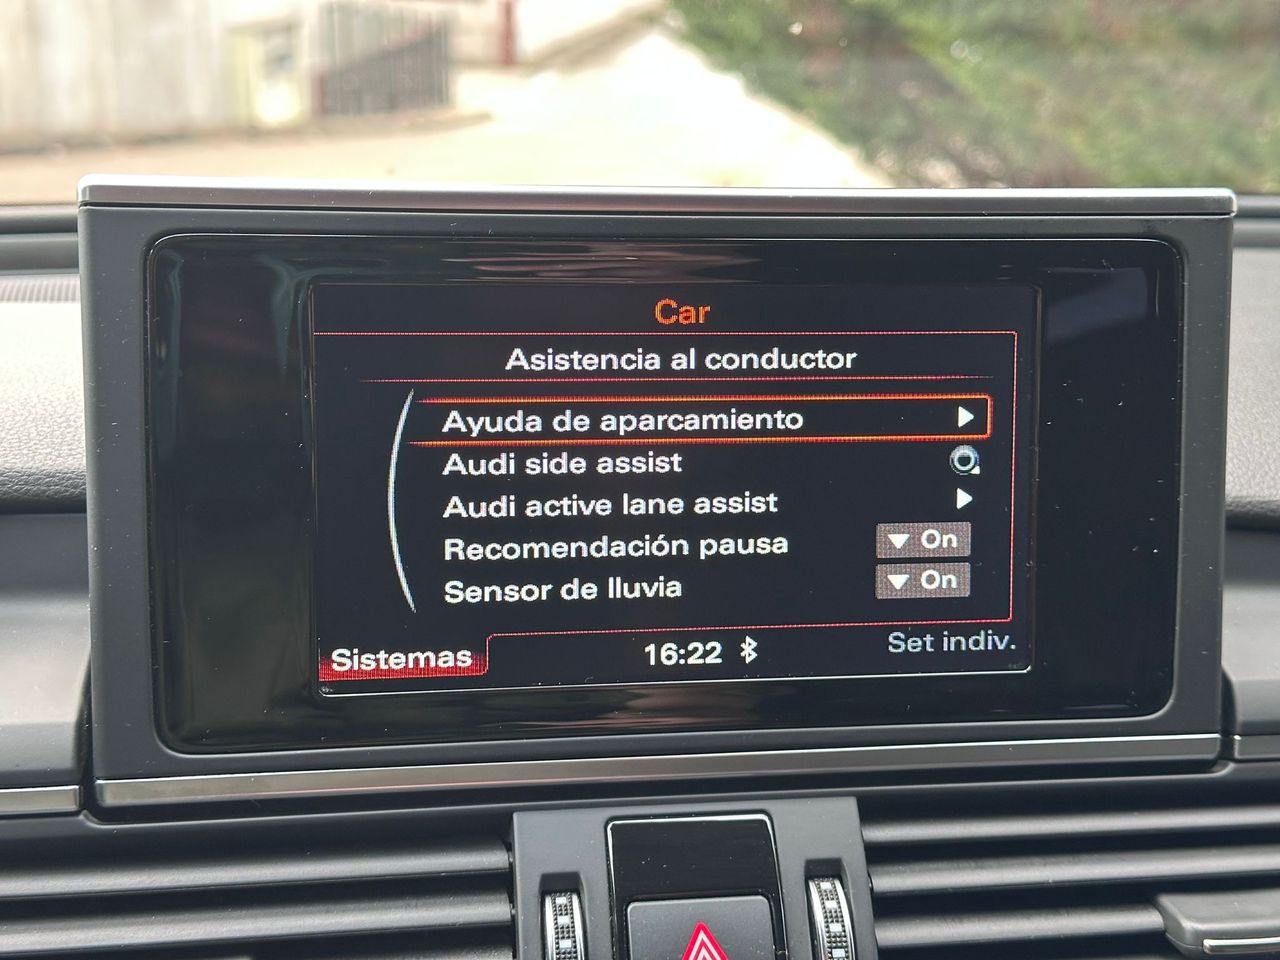 Car
Asistencia al conductor
Ayuda de aparcamiento
Audi side assist
Audi active lane assist
Recomendación pausa On
Sensor de lluvia On
Sistemas 16:22 Set indiv.